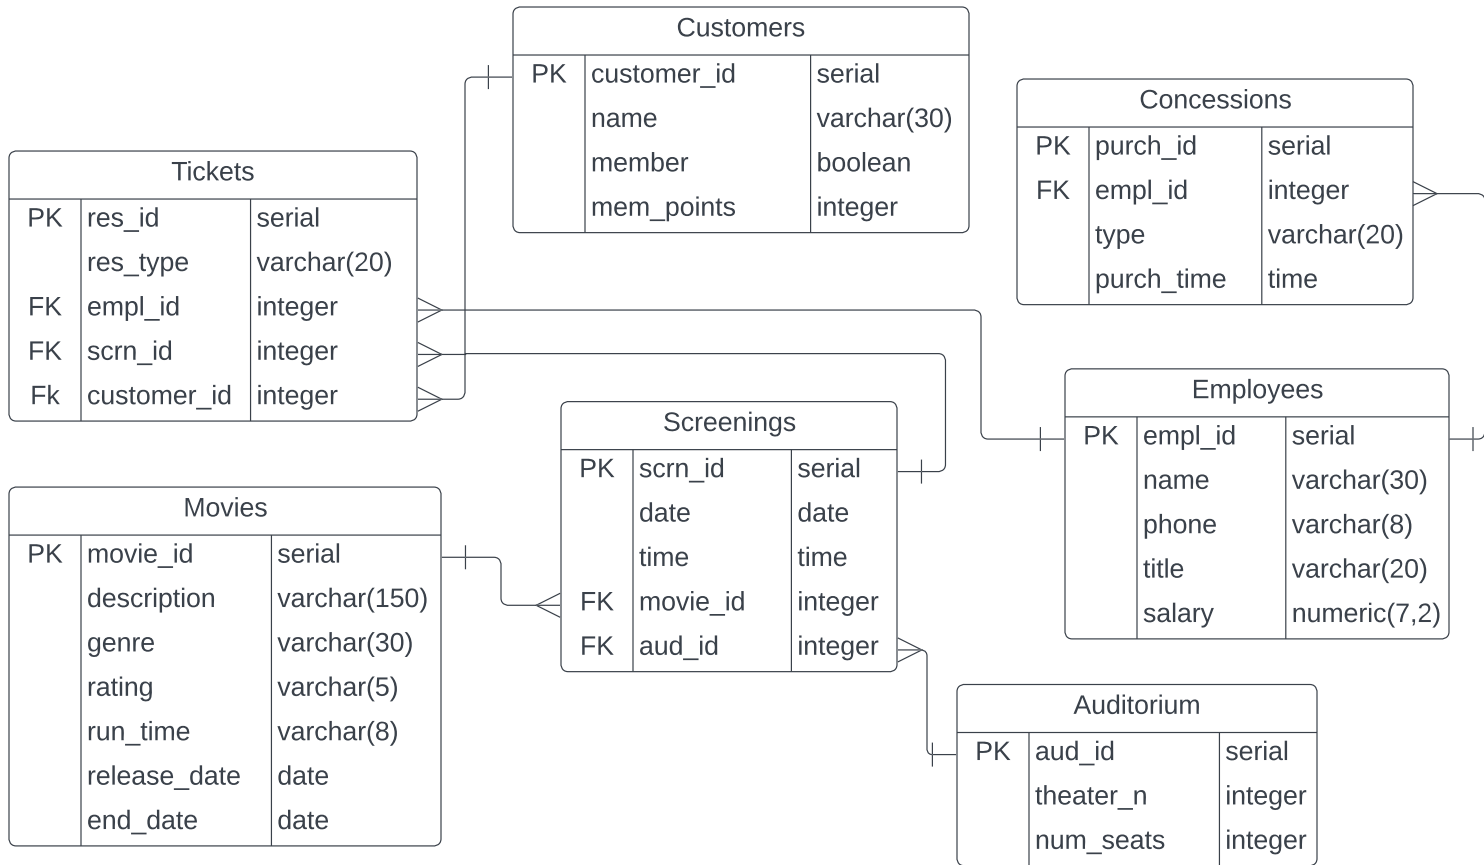 Customers
PK customer_id serial
name varchar(30)
member boolean
mem_points integer
Concessions
PK purch_id serial
FK empl_id integer
type varchar(20)
purch_time time
Tickets
PK res_id serial
res_type varchar(20)
FK empl_id integer
FK scrn_id integer
Fk customer_id integer
Employees
PK empl_id serial
name varchar(30)
phone varchar(8)
title varchar(20)
salary numeric(7,2)
Screenings
PK scrn_id serial
date date
time time
FK movie_id integer
FK aud_id integer
Movies
PK movie_id serial
description varchar(150)
genre varchar(30)
rating varchar(5)
run_time varchar(8)
release_date date
end_date date
Auditorium
PK aud_id serial
theater_n integer
num_seats integer